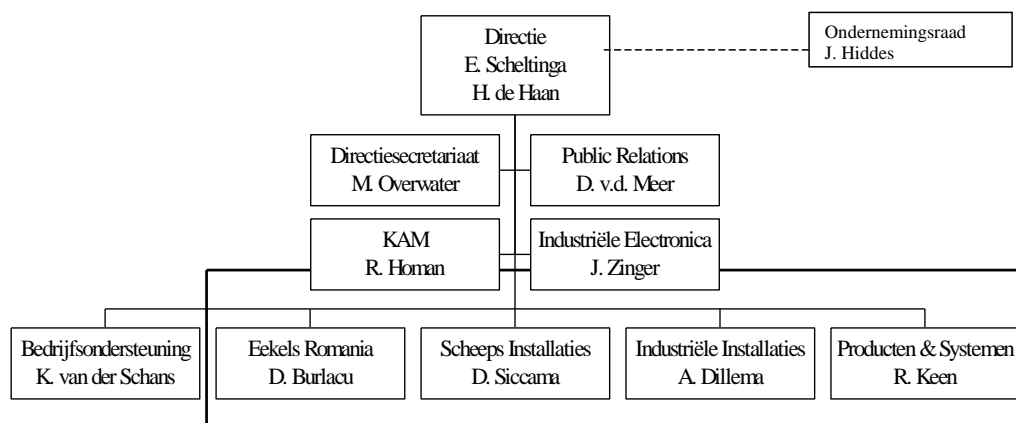 Directie
E. Scheltinga
H. de Haan
Ondernemingsraad
J. Hiddes
Directiesecretariaat
M. Overwater
Public Relations
D. v.d. Meer
KAM
R. Homan
Industriële Electronica
J. Zinger
Bedrijfsondersteuning
K. van der Schans
Eekels Romania
D. Burlacu
Scheeps Installaties
D. Siccama
Industriële Installaties
A. Dillema
Producten & Systemen
R. Keen